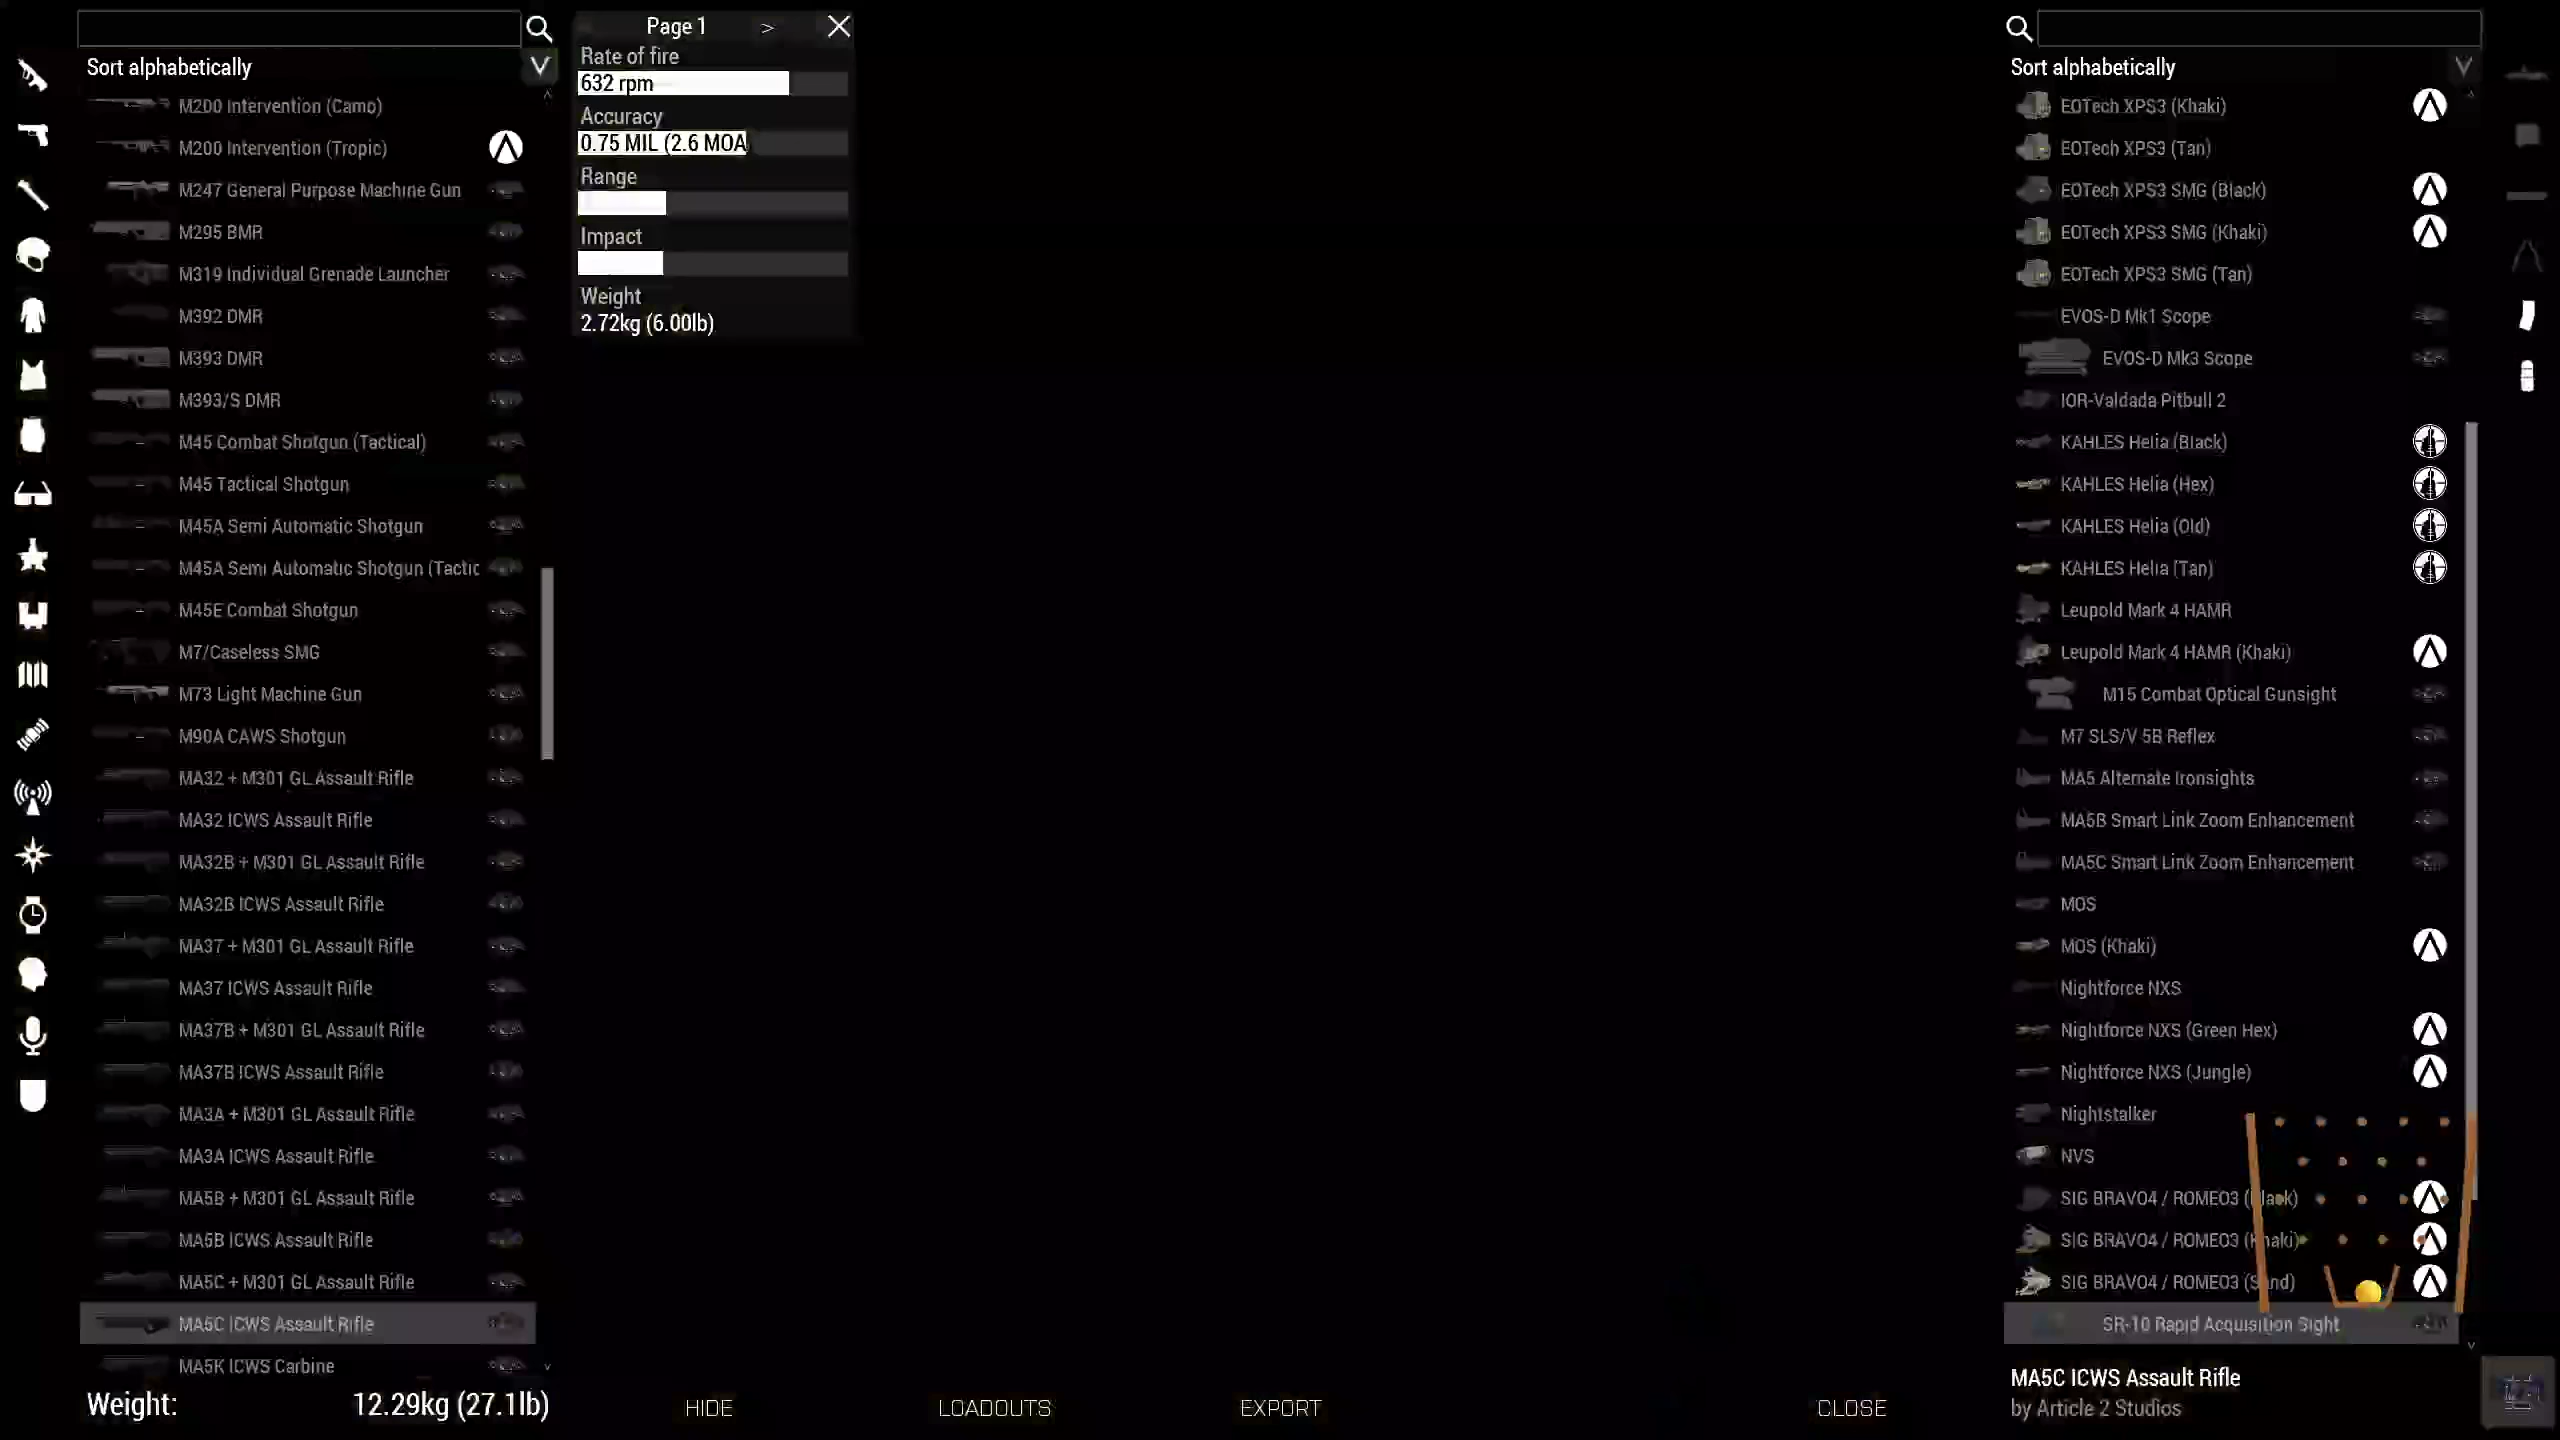 Sort alphabetically
M200 Intervention (Camo)
M200 Intervention (Tropic)
M247 General Purpose Machine Gun
M295 BMR
M319 Individual Grenade Launcher
M392 DMR
M393 DMR
M393/S DMR
M45 Combat Shotgun (Tactical)
M45 Tactical Shotgun
M45A Semi Automatic Shotgun
M45A Semi Automatic Shotgun (Tactic
M45E Combat Shotgun
M7/Caseless SMG
M73 Light Machine Gun
M90A CAWS Shotgun
MA32 + M301 GL Assault Rifle
MA32 ICWS Assault Rifle
MA32B + M301 GL Assault Rifle
MA32B ICWS Assault Rifle
MA37 + M301 GL Assault Rifle
MA37 ICWS Assault Rifle
MA37B + M301 GL Assault Rifle
MA37B ICWS Assault Rifle
MA3A + M301 GL Assault Rifle
MA3A ICWS Assault Rifle
MA5B + M301 GL Assault Rifle
MA5B ICWS Assault Rifle
MA5C + M301 GL Assault Rifle
MA5C ICWS Assault Rifle
MA5K ICWS Carbine
Weight: 12.29kg (27.1lb)
Page 1 >
Rate of fire
632 rpm
Accuracy
0.75 MIL (2.6 MOA
Range
Impact
Weight
2.72kg (6.00lb)
HIDE
LOADOUTS
EXPORT
CLOSE
Sort alphabetically
EOTech XPS3 (Khaki)
EOTech XPS3 (Tan)
EOTech XPS3 SMG (Black)
EOTech XPS3 SMG (Khaki)
EOTech XPS3 SMG (Tan)
EVOS-D Mk1 Scope
EVOS-D Mk3 Scope
IOR-Valdada Pitbull 2
KAHLES Helia (Black)
KAHLES Helia (Hex)
KAHLES Helia (Old)
KAHLES Helia (Tan)
Leupold Mark 4 HAMR
Leupold Mark 4 HAMR (Khaki)
M15 Combat Optical Gunsight
M7 SLS/V 5B Reflex
MA5 Alternate Ironsights
MA5B Smart Link Zoom Enhancement
MA5C Smart Link Zoom Enhancement
MOS
MOS (Khaki)
Nightforce NXS
Nightforce NXS (Green Hex)
Nightforce NXS (Jungle)
Nightstalker
NVS
SIG BRAVO4 / ROMEO3 (Black)
SIG BRAVO4 / ROMEO3 (Khaki)
SIG BRAVO4 / ROMEO3 (Sand)
SR-10 Rapid Acquisition Sight
MA5C ICWS Assault Rifle
by Article 2 Studios